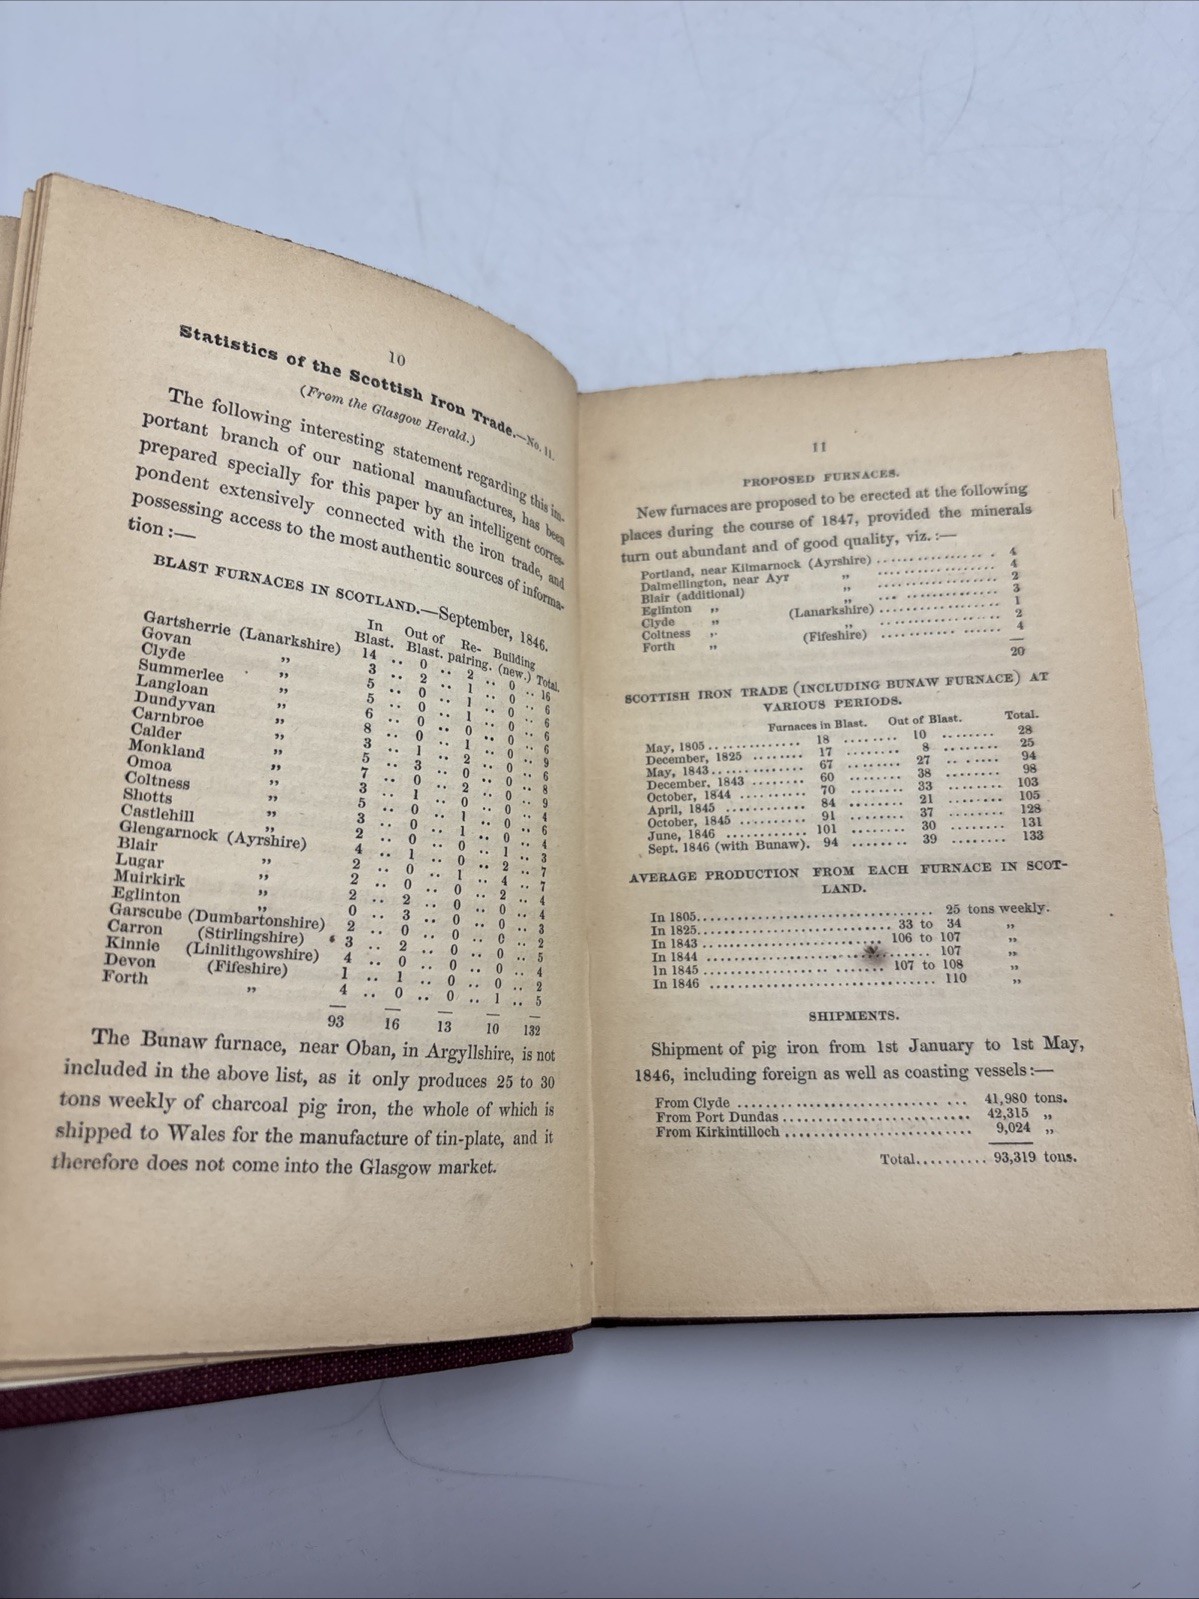 10
Statistics of the Scottish Iron Trade.—No. 11.
(From the Glasgow Herald.)
The following interesting statement regarding this im-
portant branch of our national manufactures, has been
prepared specially for this paper by an intelligent corres-
pondent extensively connected with the iron trade, and
possessing access to the most authentic sources of informa-
tion :—
BLAST FURNACES IN SCOTLAND.—September, 1846.
In Blast. Out of Blast. Re-pairing. Building (new.) Total.
Gartsherrie (Lanarkshire) 14 .. 0 .. 2 .. 0 .. 16
Govan „ 3 .. 2 .. 1 .. 0 .. 6
Clyde „ 5 .. 0 .. 1 .. 0 .. 6
Summerlee „ 5 .. 0 .. 1 .. 0 .. 6
Langloan „ 6 .. 0 .. 0 .. 0 .. 6
Dundyvan „ 8 .. 0 .. 1 .. 0 .. 9
Carnbroe „ 3 .. 1 .. 2 .. 0 .. 6
Calder „ 5 .. 3 .. 0 .. 0 .. 8
Monkland „ 7 .. 0 .. 2 .. 0 .. 9
Omoa „ 3 .. 1 .. 0 .. 0 .. 4
Coltness „ 5 .. 0 .. 1 .. 0 .. 6
Shotts „ 3 .. 0 .. 1 .. 0 .. 4
Castlehill „ 2 .. 0 .. 0 .. 1 .. 3
Glengarnock (Ayrshire) 4 .. 1 .. 0 .. 2 .. 7
Blair „ 2 .. 0 .. 1 .. 4 .. 7
Lugar „ 2 .. 0 .. 0 .. 2 .. 4
Muirkirk „ 2 .. 2 .. 0 .. 0 .. 4
Eglinton „ 0 .. 3 .. 0 .. 0 .. 3
Garscube (Dumbartonshire) 2 .. 0 .. 0 .. 0 .. 2
Carron (Stirlingshire) 3 .. 2 .. 0 .. 0 .. 5
Kinnie (Linlithgowshire) 4 .. 0 .. 0 .. 0 .. 4
Devon (Fifeshire) 1 .. 1 .. 0 .. 0 .. 2
Forth „ 4 .. 0 .. 0 .. 1 .. 5
93 16 13 10 132
The Bunaw furnace, near Oban, in Argyllshire, is not
included in the above list, as it only produces 25 to 30
tons weekly of charcoal pig iron, the whole of which is
shipped to Wales for the manufacture of tin-plate, and it
therefore does not come into the Glasgow market.
11
PROPOSED FURNACES.
New furnaces are proposed to be erected at the following
places during the course of 1847, provided the minerals
turn out abundant and of good quality, viz. :—
Portland, near Kilmarnock (Ayrshire) .............. 4
Dalmellington, near Ayr „ .............. 4
Blair (additional) „ .............. 2
Eglinton „ „ .............. 3
Clyde „ (Lanarkshire) .............. 1
Coltness „ „ .............. 2
Forth „ (Fifeshire) .............. 4
20
SCOTTISH IRON TRADE (INCLUDING BUNAW FURNACE) AT
VARIOUS PERIODS.
Furnaces in Blast. Out of Blast. Total.
May, 1805.............. 18 ........ 10 ........ 28
December, 1825 ........ 17 ........ 8 ........ 25
May, 1843.............. 67 ........ 27 ........ 94
December, 1843 ........ 60 ........ 38 ........ 98
October, 1844 .......... 70 ........ 33 ........ 103
April, 1845 ............ 84 ........ 21 ........ 105
October, 1845 .......... 91 ........ 37 ........ 128
June, 1846 ............ 101 ........ 30 ........ 131
Sept. 1846 (with Bunaw). 94 ........ 39 ........ 133
AVERAGE PRODUCTION FROM EACH FURNACE IN SCOT-
LAND.
In 1805.................................. 25 tons weekly.
In 1825............................ 33 to 34 „
In 1843 .......................... 106 to 107 „
In 1844 .................................. 107 „
In 1845 .......................... 107 to 108 „
In 1846 .................................. 110 „
SHIPMENTS.
Shipment of pig iron from 1st January to 1st May,
1846, including foreign as well as coasting vessels :—
From Clyde .............................. 41,980 tons.
From Port Dundas .......................... 42,315 „
From Kirkintilloch .......................... 9,024 „
Total.......... 93,319 tons.